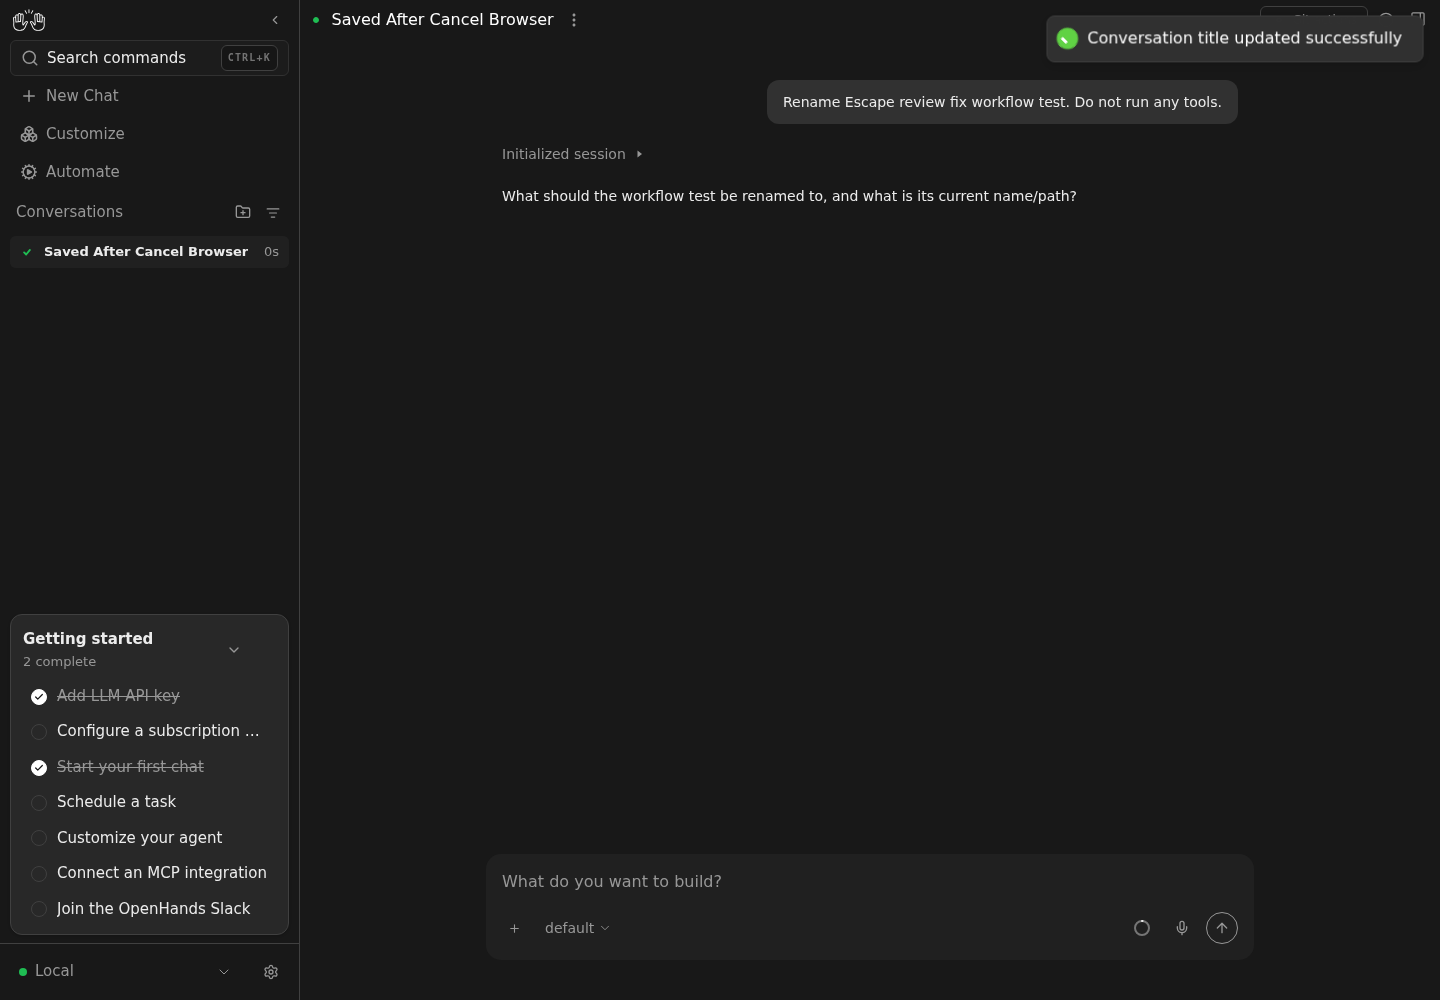 Search commands
CTRL+K
New Chat
Customize
Automate
Conversations
Saved After Cancel Browser 0s
Getting started
2 complete
Add LLM API key
Configure a subscription ...
Start your first chat
Schedule a task
Customize your agent
Connect an MCP integration
Join the OpenHands Slack
Local
Saved After Cancel Browser
Conversation title updated successfully
Rename Escape review fix workflow test. Do not run any tools.
Initialized session
What should the workflow test be renamed to, and what is its current name/path?
What do you want to build?
default